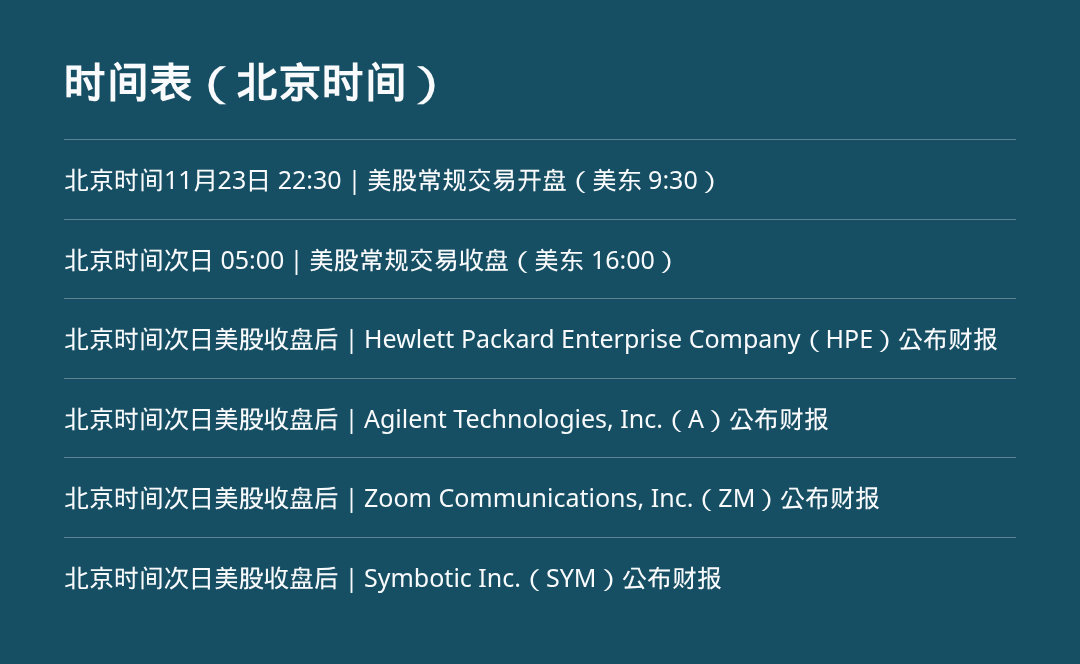 时间表（北京时间）
北京时间11月23日 22:30 | 美股常规交易开盘（美东 9:30）
北京时间次日 05:00 | 美股常规交易收盘（美东 16:00）
北京时间次日美股收盘后 | Hewlett Packard Enterprise Company（HPE）公布财报
北京时间次日美股收盘后 | Agilent Technologies, Inc.（A）公布财报
北京时间次日美股收盘后 | Zoom Communications, Inc.（ZM）公布财报
北京时间次日美股收盘后 | Symbotic Inc.（SYM）公布财报